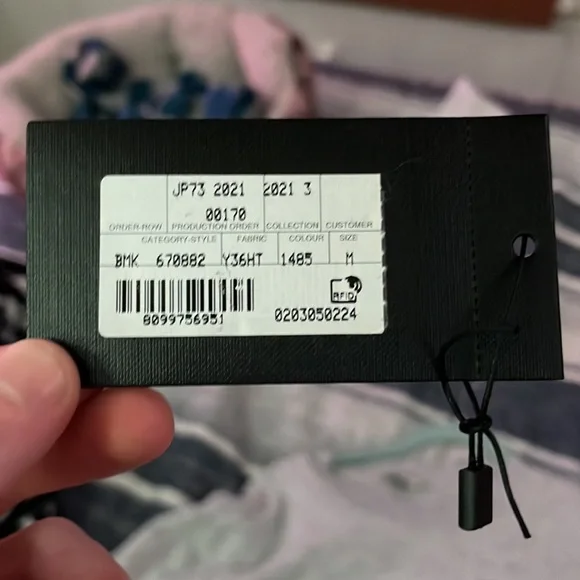 JP73 2021 2021 3
00170
ORDER-ROW PRODUCTION ORDER COLLECTION CUSTOMER
CATEGORY-STYLE FABRIC COLOUR SIZE
BMK 670882 Y36HT 1485 M
RFID
8099756951 0203050224